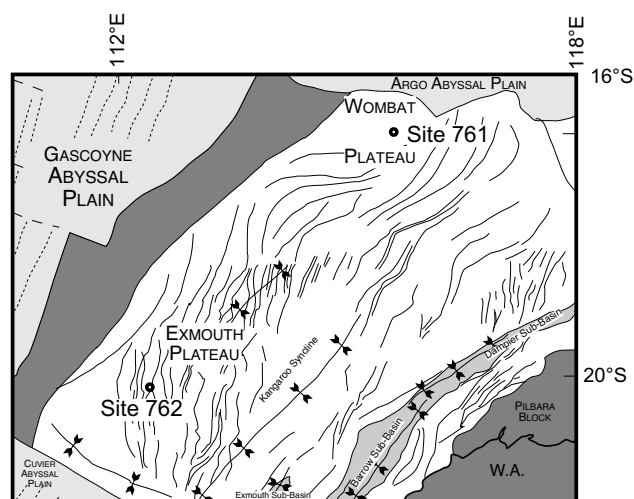 112°E
118°E
16°S
ARGO ABYSSAL PLAIN
WOMBAT
PLATEAU
Site 761
GASCOYNE
ABYSSAL
PLAIN
EXMOUTH
PLATEAU
Kangaroo Syncline
Dampier Sub-Basin
20°S
Site 762
PILBARA
BLOCK
Barrow Sub-Basin
CUVIER
ABYSSAL
PLAIN
W.A.
Exmouth Sub-Basin